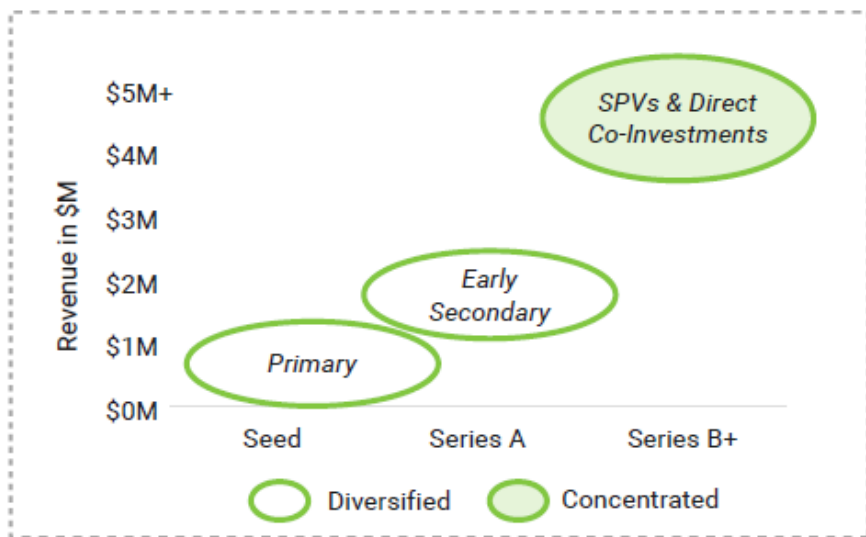 $5M+
SPVs & Direct
Co-Investments
$4M
$3M
Revenue in $M
$2M
Early
Secondary
$1M
Primary
$0M
Seed
Series A
Series B+
Diversified
Concentrated